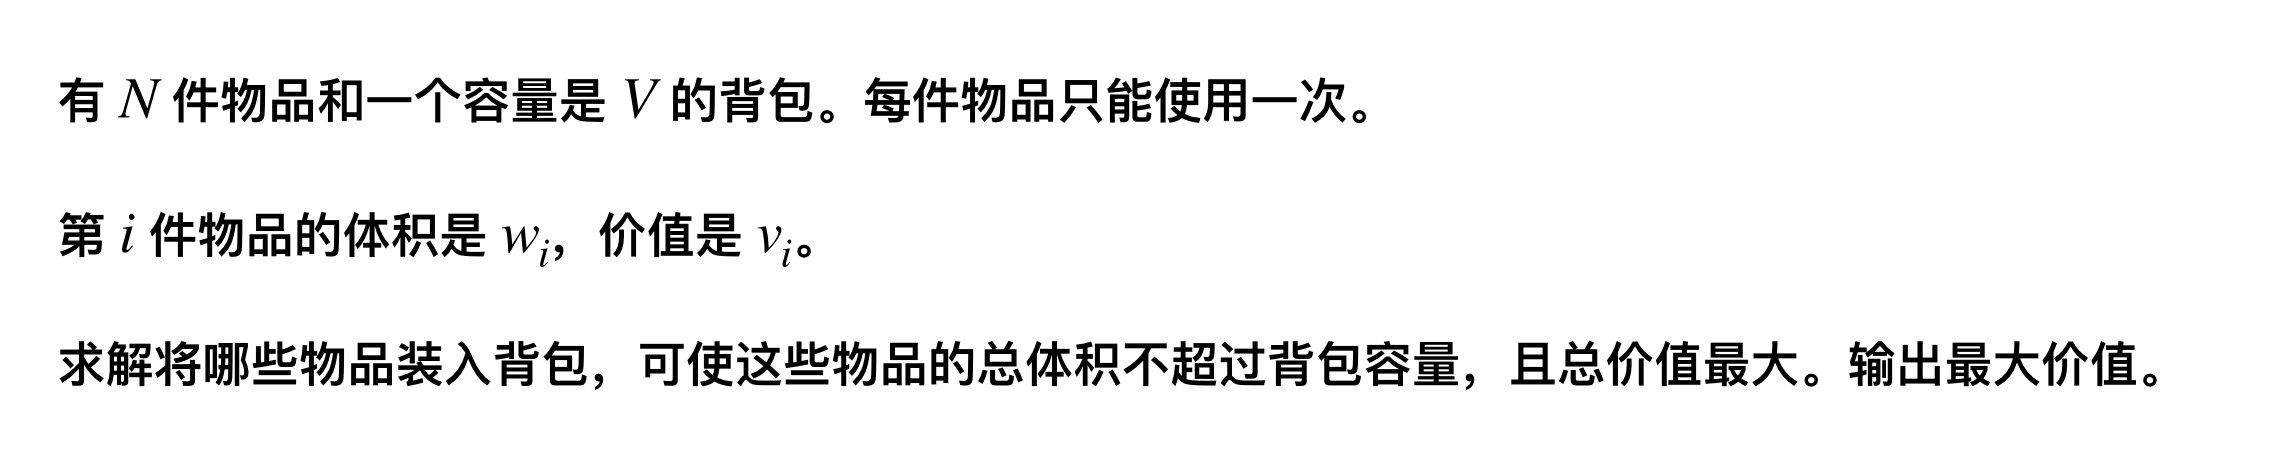 有 N 件物品和一个容量是 V 的背包。每件物品只能使用一次。
第 i 件物品的体积是 wᵢ，价值是 vᵢ。
求解将哪些物品装入背包，可使这些物品的总体积不超过背包容量，且总价值最大。输出最大价值。